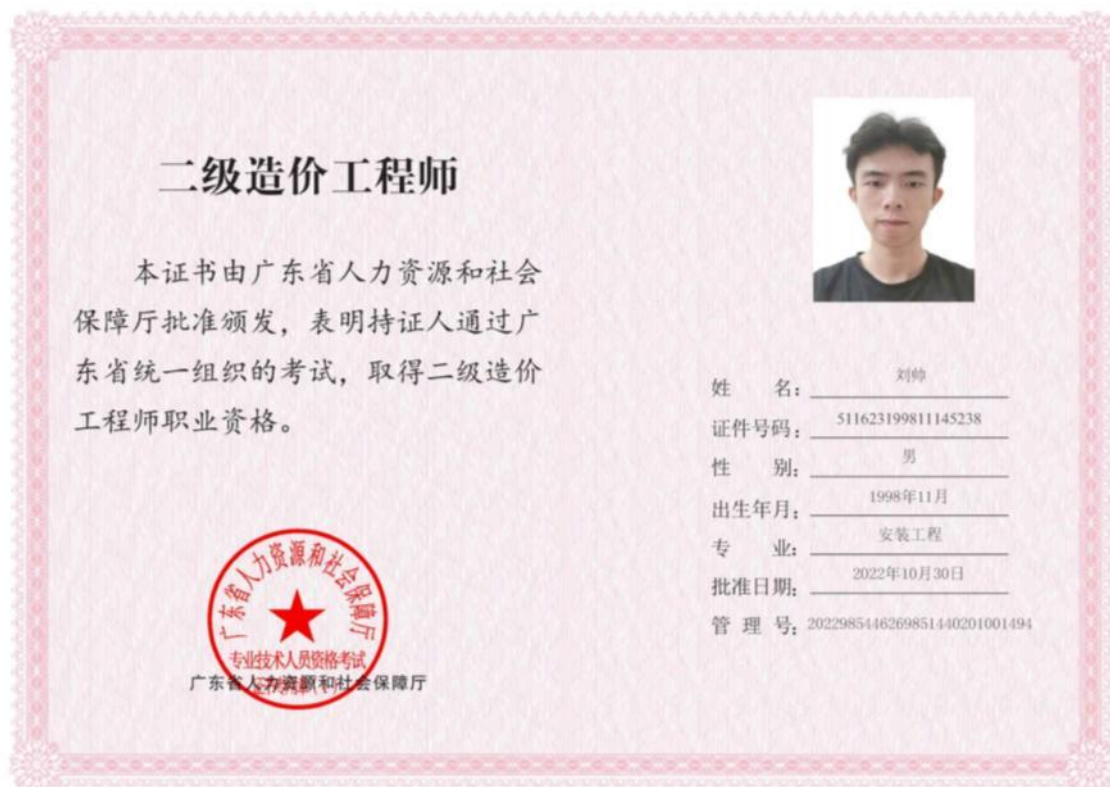 二级造价工程师
本证书由广东省人力资源和社会
保障厅批准颁发，表明持证人通过广
东省统一组织的考试，取得二级造价
工程师职业资格。
广东省人力资源和社会保障厅
专业技术人员资格考试
广东省人力资源和社会保障厅
姓 名： 刘帅
证件号码： 511623199811145238
性 别： 男
出生年月： 1998年11月
专 业： 安装工程
批准日期： 2022年10月30日
管 理 号： 20229854462698514402010​01494